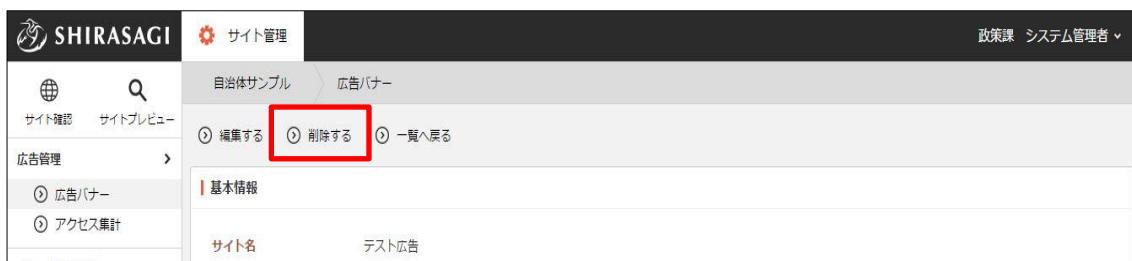 SHIRASAGI
サイト管理
政策課 システム管理者
サイト確認 サイトプレビュー
自治体サンプル 広告バナー
編集する 削除する 一覧へ戻る
広告管理
広告バナー
アクセス集計
基本情報
サイト名 テスト広告